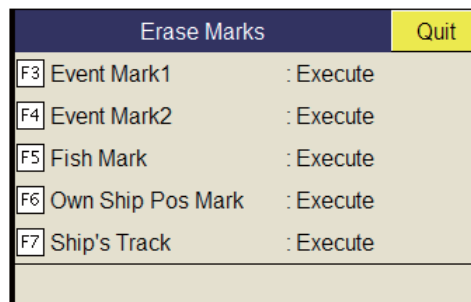 Erase Marks Quit
F3 Event Mark1 : Execute
F4 Event Mark2 : Execute
F5 Fish Mark : Execute
F6 Own Ship Pos Mark : Execute
F7 Ship's Track : Execute